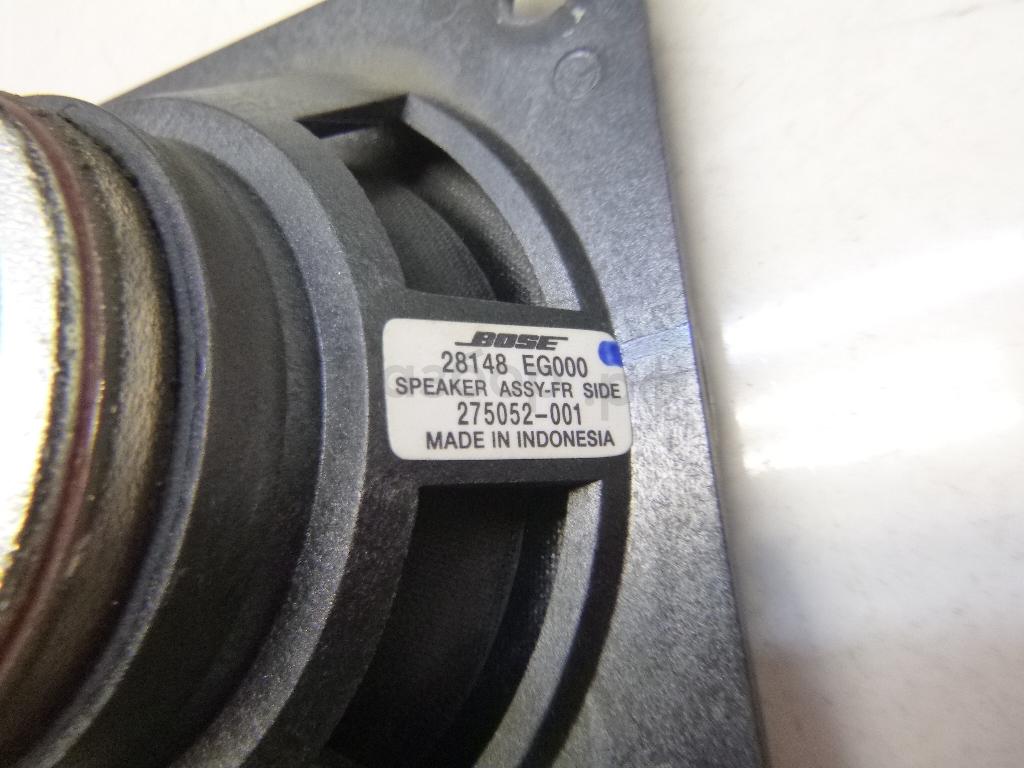 BOSE
28148 EG000
SPEAKER ASSY-FR SIDE
275052-001
MADE IN INDONESIA